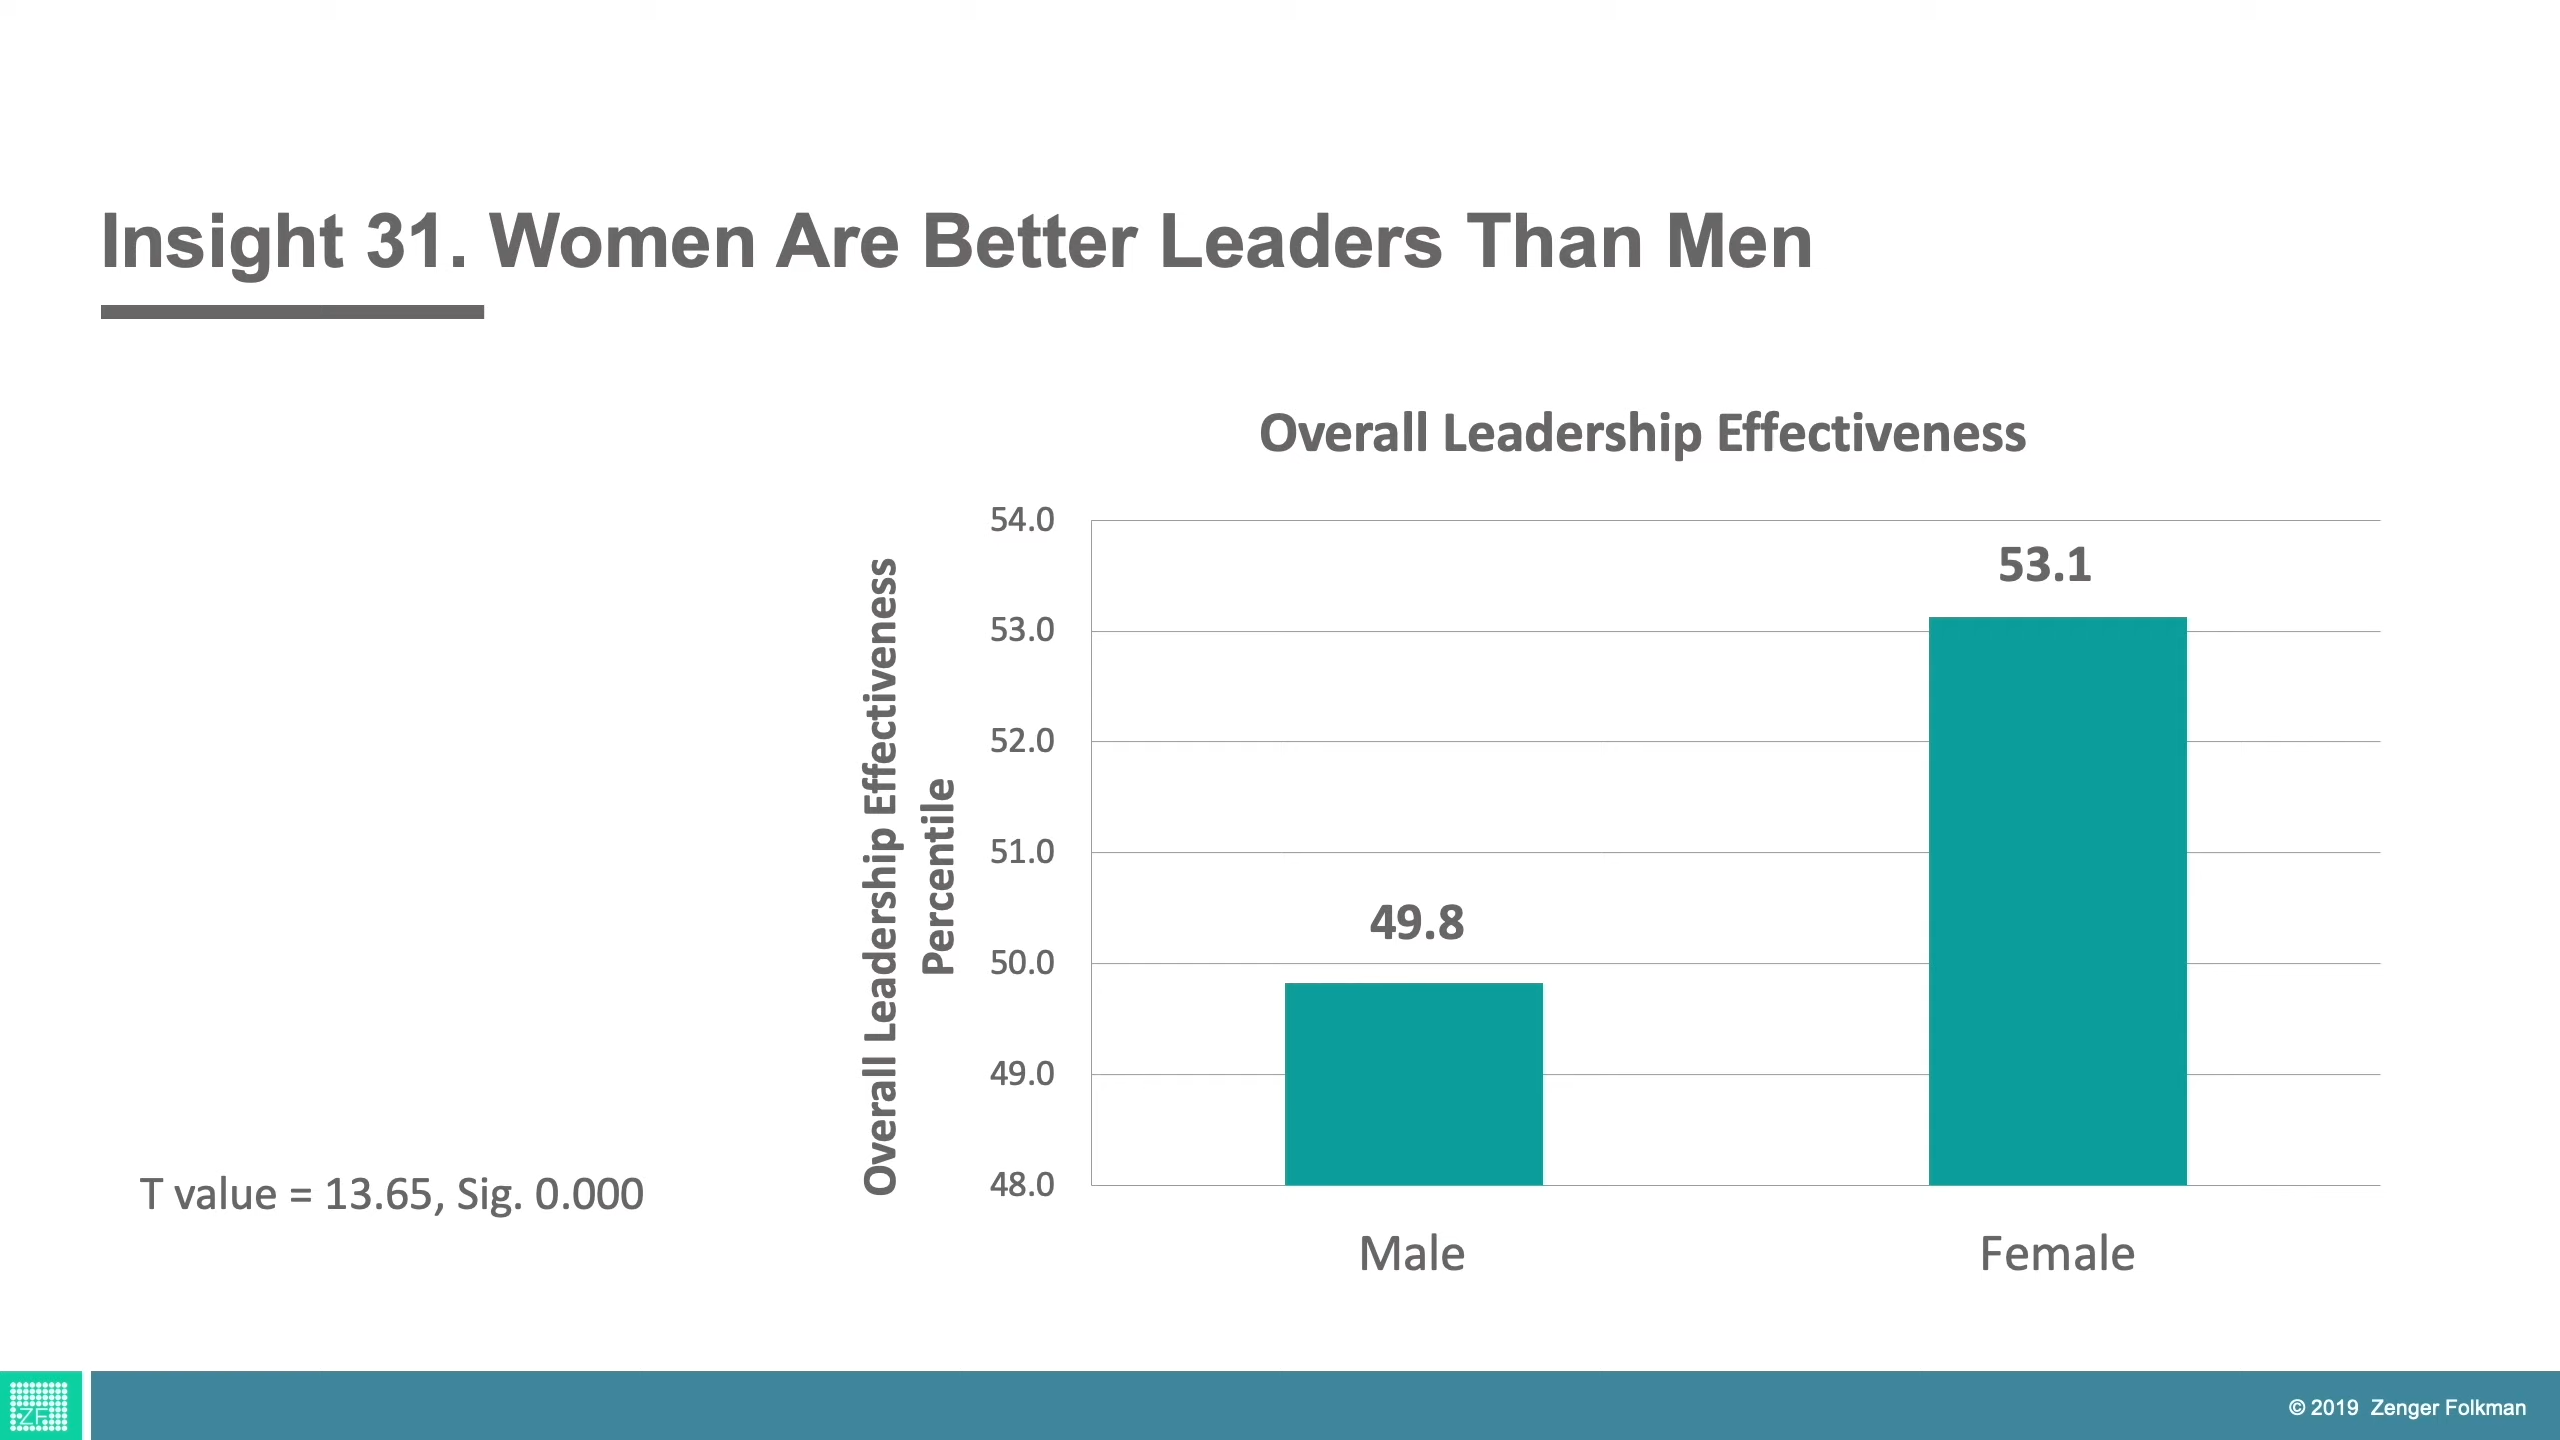 Insight 31. Women Are Better Leaders Than Men
Overall Leadership Effectiveness
Overall Leadership Effectiveness
Percentile
54.0
53.0
52.0
51.0
50.0
49.0
48.0
53.1
49.8
Male
Female
T value = 13.65, Sig. 0.000
ZF
© 2019 Zenger Folkman